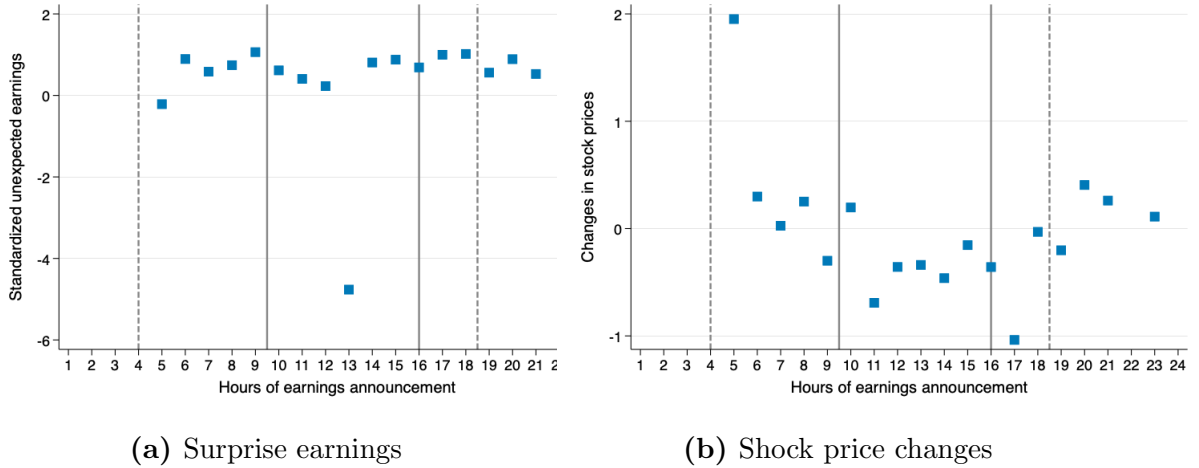 Standardized unexpected earnings
2
0
-2
-4
-6
1 2 3 4 5 6 7 8 9 10 11 12 13 14 15 16 17 18 19 20 21 2
Hours of earnings announcement
(a) Surprise earnings
Changes in stock prices
2
1
0
-1
1 2 3 4 5 6 7 8 9 10 11 12 13 14 15 16 17 18 19 20 21 22 23 24
Hours of earnings announcement
(b) Shock price changes